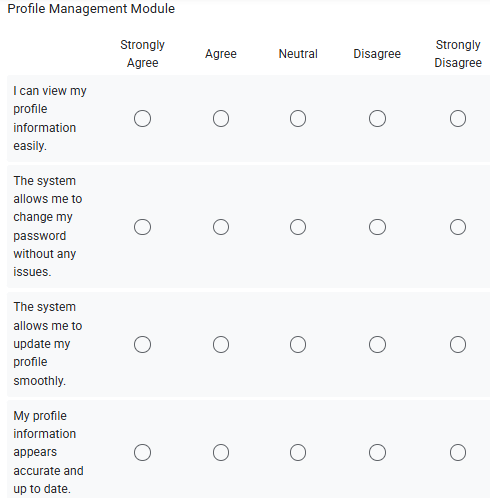 Profile Management Module
Strongly Agree
Agree
Neutral
Disagree
Strongly Disagree
I can view my
profile
information
easily.
The system
allows me to
change my
password
without any
issues.
The system
allows me to
update my
profile
smoothly.
My profile
information
appears
accurate and
up to date.